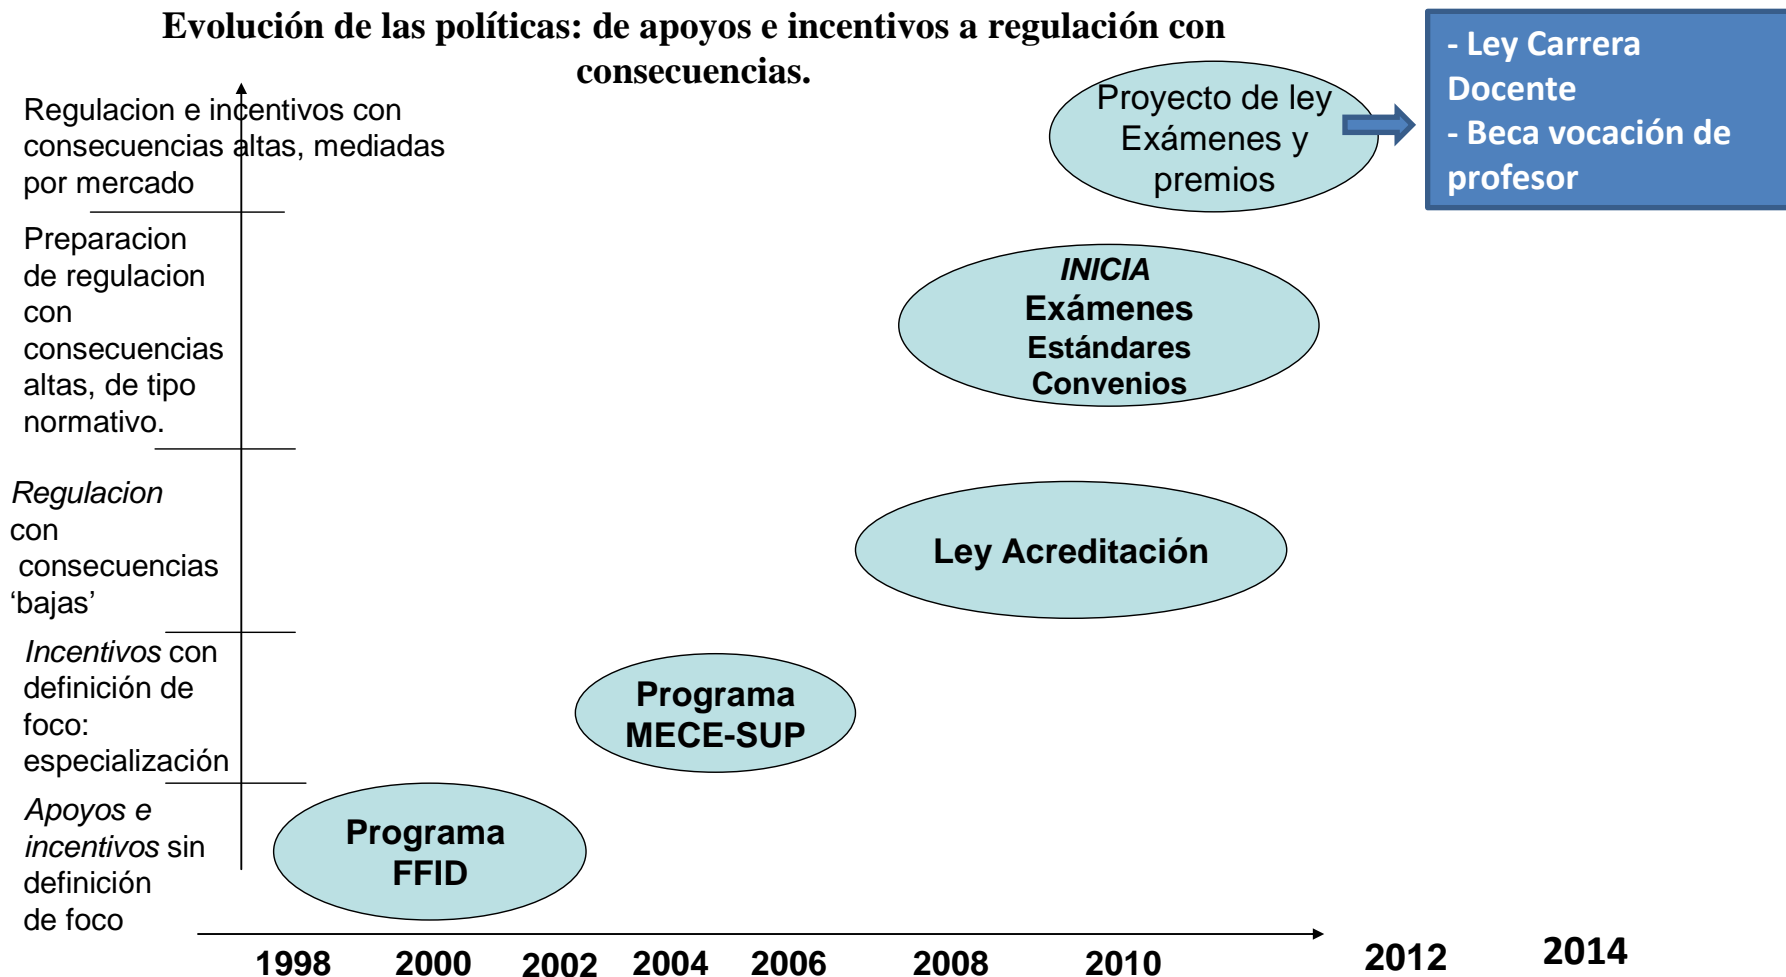 Evolución de las políticas: de apoyos e incentivos a regulación con
consecuencias.
- Ley Carrera
Docente
- Beca vocación de
profesor
Proyecto de ley
Exámenes y
premios
Regulacion e incentivos con
consecuencias altas, mediadas
por mercado
Preparacion
de regulacion
con
consecuencias
altas, de tipo
normativo.
INICIA
Exámenes
Estándares
Convenios
Regulacion
con
consecuencias
‘bajas’
Ley Acreditación
Incentivos con
definición de
foco:
especialización
Programa
MECE-SUP
Apoyos e
incentivos sin
definición
de foco
Programa
FFID
1998 2000 2002 2004 2006 2008 2010 2012 2014